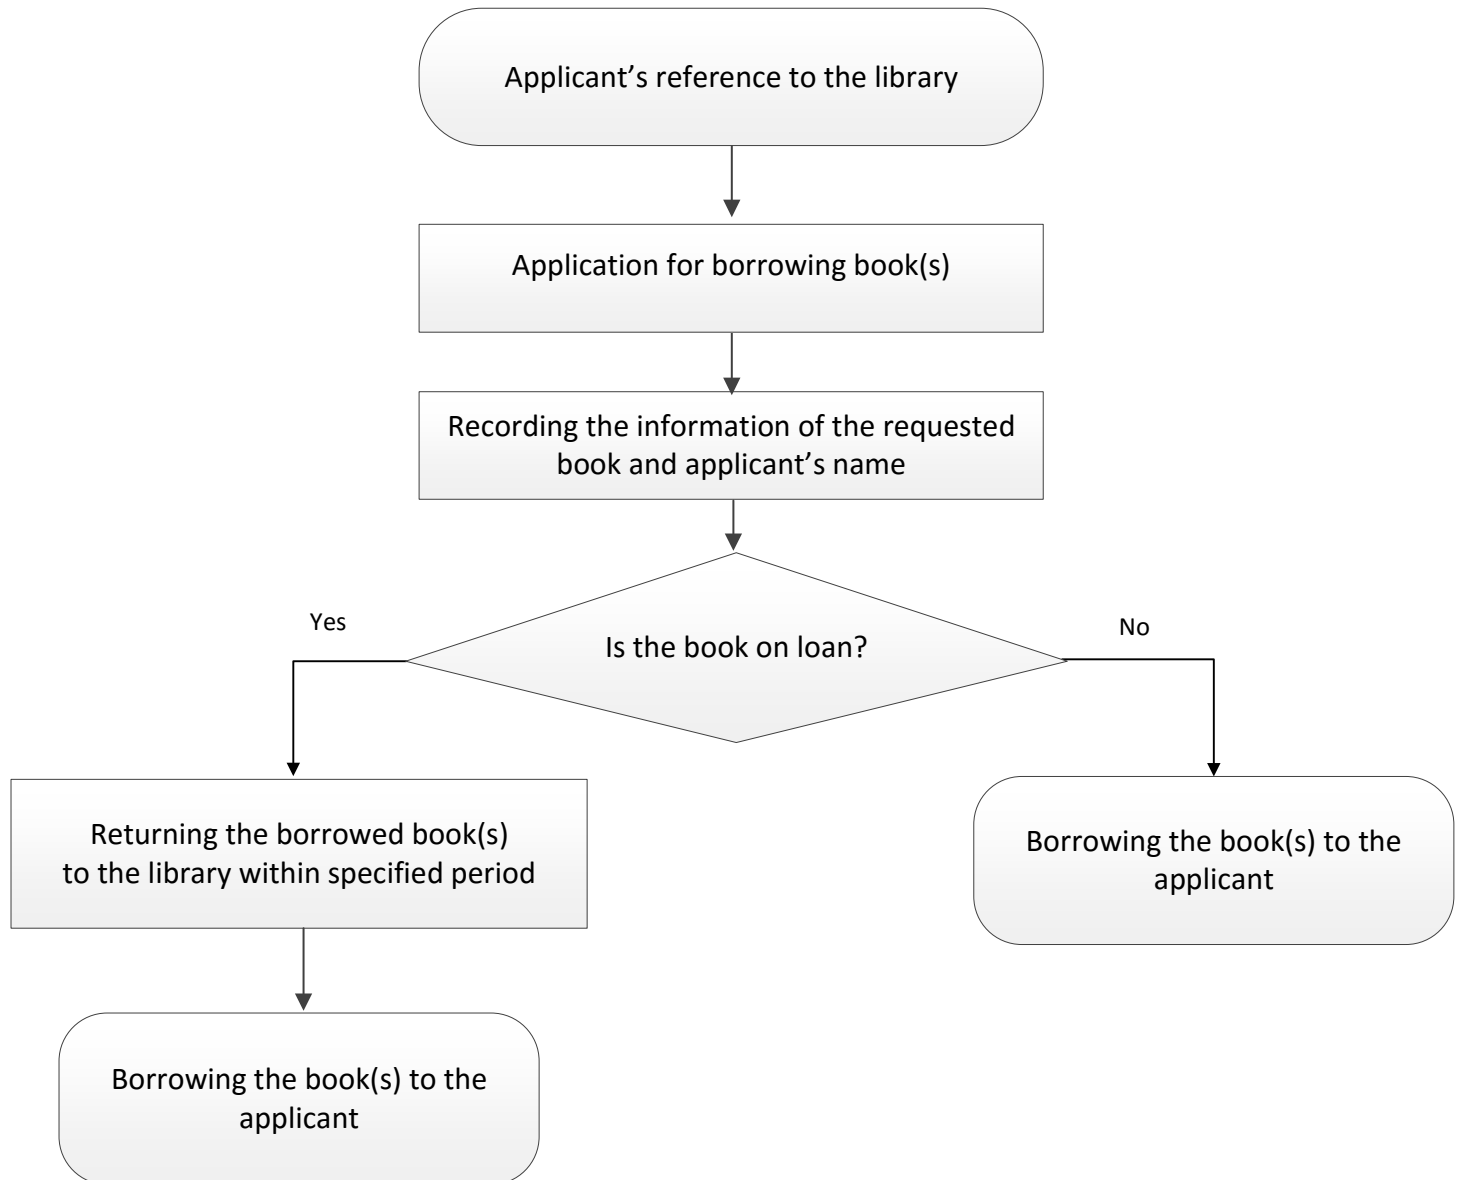 Applicant’s reference to the library
Application for borrowing book(s)
Recording the information of the requested
book and applicant’s name
Is the book on loan?
Yes
No
Returning the borrowed book(s)
to the library within specified period
Borrowing the book(s) to the
applicant
Borrowing the book(s) to the
applicant